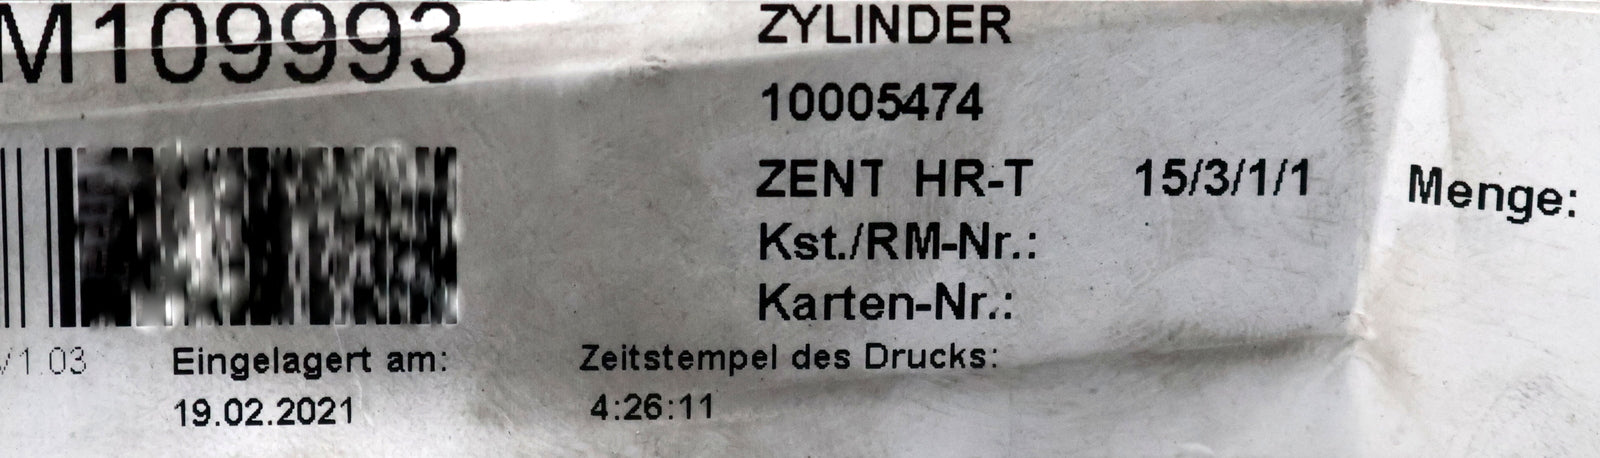 M109993
ZYLINDER
10005474
ZENT HR-T 15/3/1/1 Menge:
Kst./RM-Nr.:
Karten-Nr.:
V1.03
Eingelagert am: Zeitstempel des Drucks:
19.02.2021 4:26:11